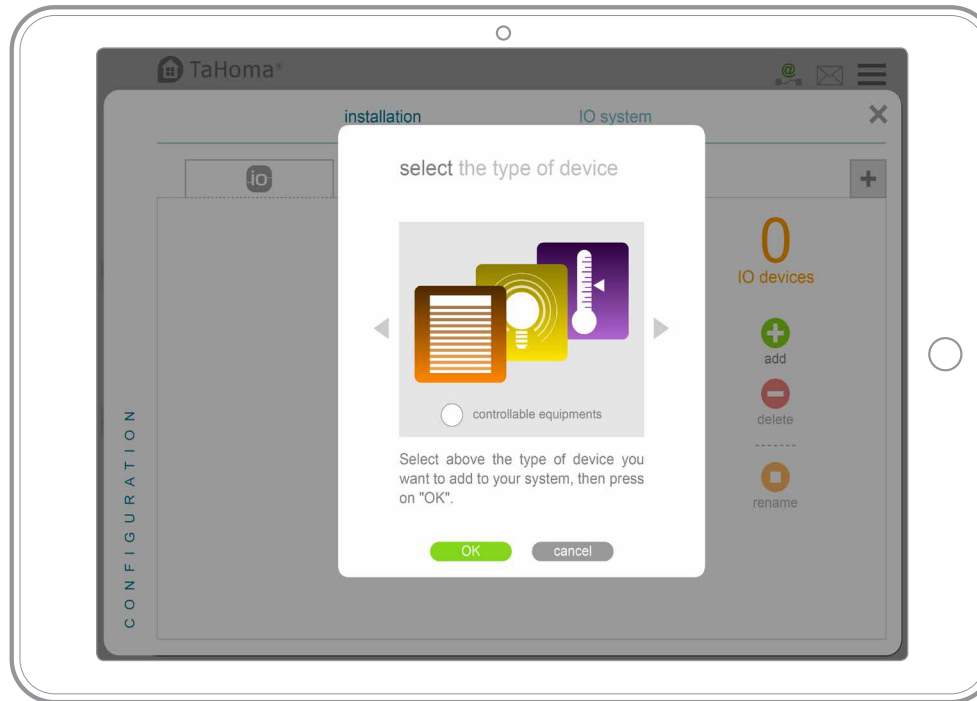 TaHoma®
@
installation
IO system
io
select the type of device
0
IO devices
add
delete
rename
controllable equipments
Select above the type of device you
want to add to your system, then press
on "OK".
OK
cancel
CONFIGURATION